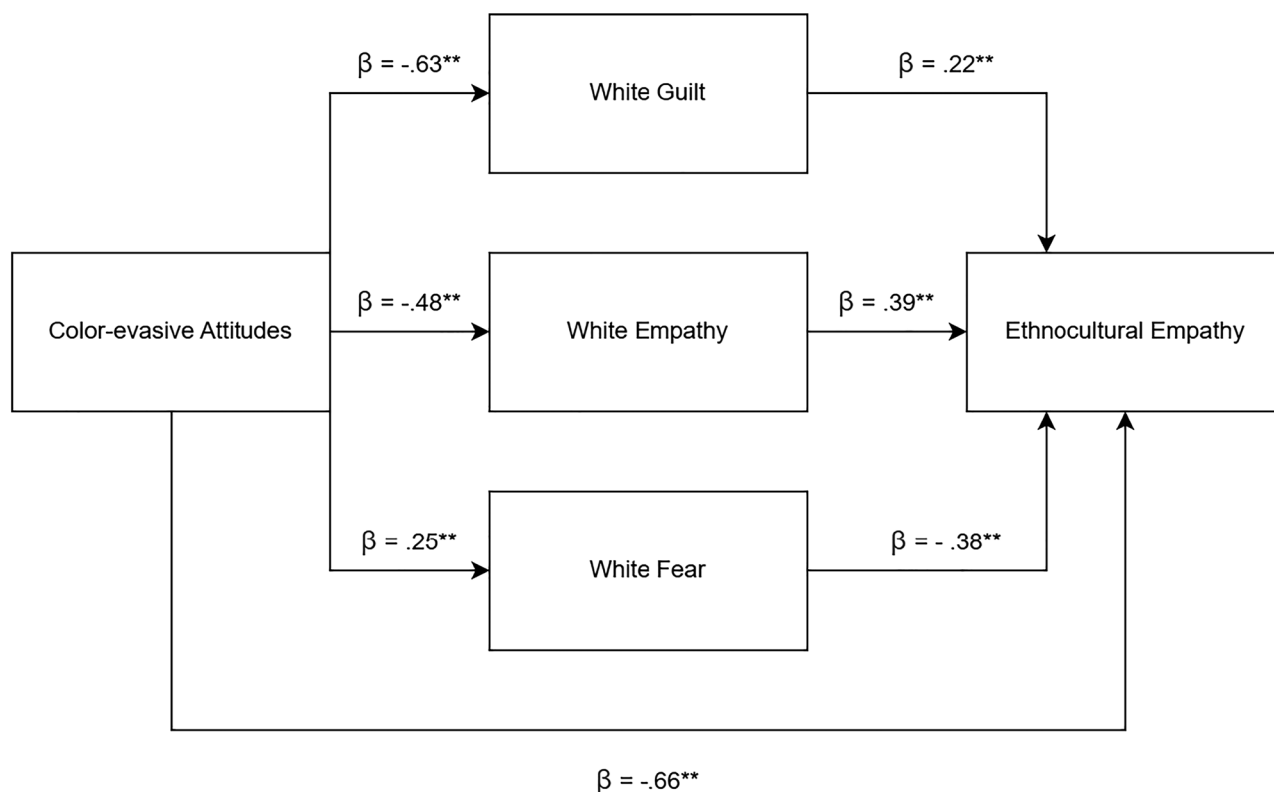 β = -.63**
White Guilt
β = .22**
Color-evasive Attitudes
β = -.48**
White Empathy
β = .39**
Ethnocultural Empathy
β = .25**
White Fear
β = - .38**
β = -.66**